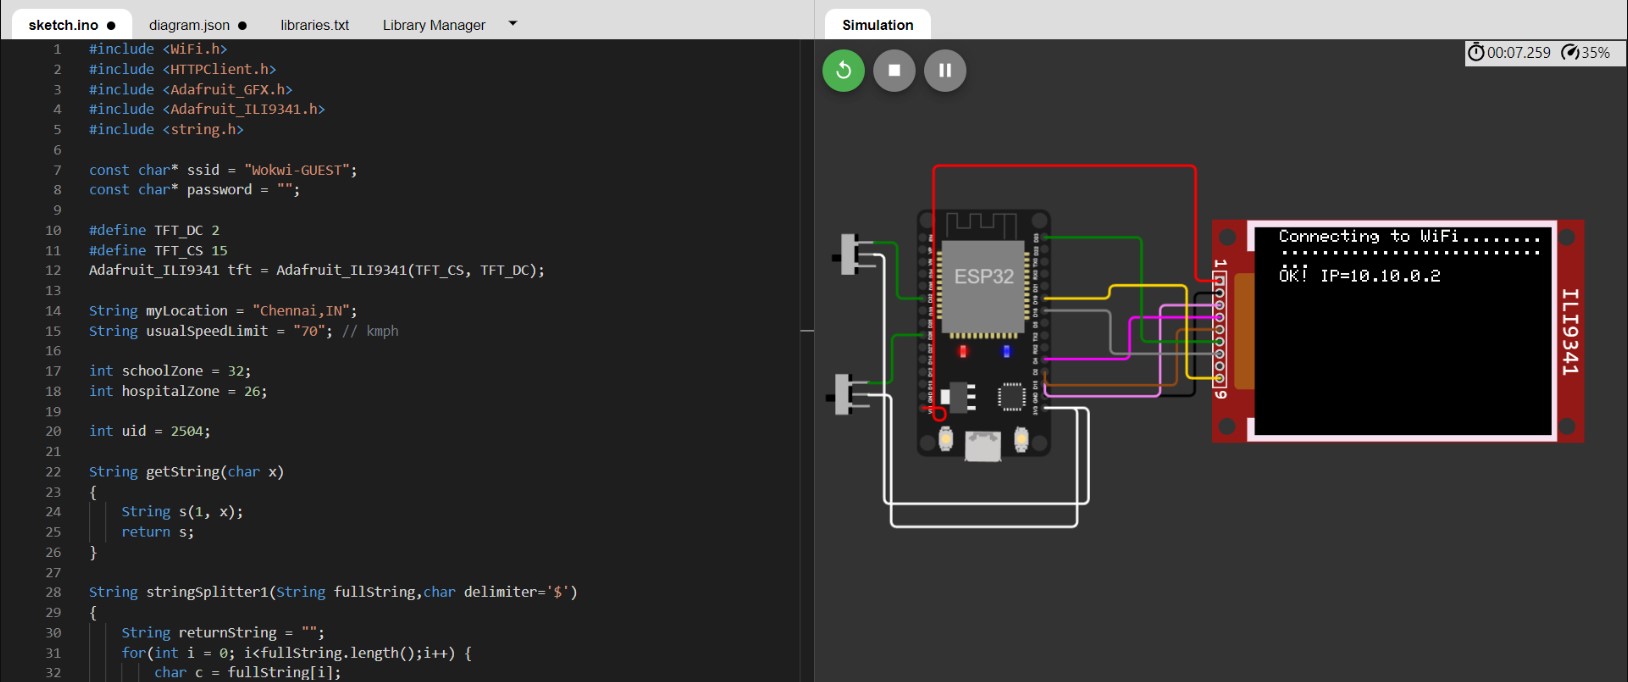 sketch.ino ●
diagram.json ●
libraries.txt
Library Manager
1 #include <WiFi.h>
2 #include <HTTPClient.h>
3 #include <Adafruit_GFX.h>
4 #include <Adafruit_ILI9341.h>
5 #include <string.h>
6
7 const char* ssid = "Wokwi-GUEST";
8 const char* password = "";
9
10 #define TFT_DC 2
11 #define TFT_CS 15
12 Adafruit_ILI9341 tft = Adafruit_ILI9341(TFT_CS, TFT_DC);
13
14 String myLocation = "Chennai,IN";
15 String usualSpeedLimit = "70"; // kmph
16
17 int schoolZone = 32;
18 int hospitalZone = 26;
19
20 int uid = 2504;
21
22 String getString(char x)
23 {
24 String s(1, x);
25 return s;
26 }
27
28 String stringSplitter1(String fullString,char delimiter='$')
29 {
30 String returnString = "";
31 for(int i = 0; i<fullString.length();i++) {
32 char c = fullString[i];
Simulation
00:07.259 35%
ESP32
Connecting to WiFi........
OK! IP=10.10.0.2
1
9
ILI9341